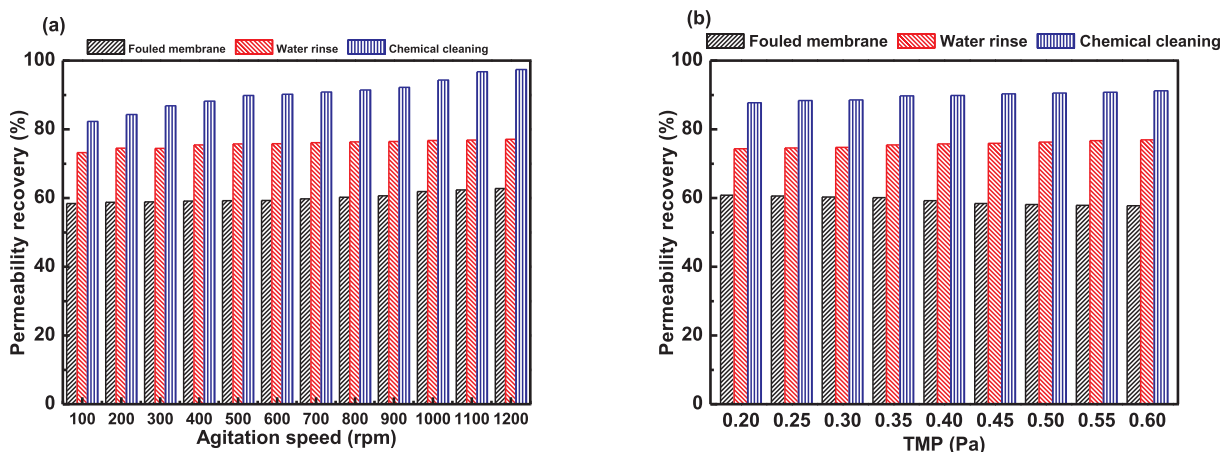 (a)
Fouled membrane Water rinse Chemical cleaning
Permeability recovery (%)
100
80
60
40
20
0
100 200 300 400 500 600 700 800 900 1000 1100 1200
Agitation speed (rpm)
(b)
Fouled membrane Water rinse Chemical cleaning
Permeability recovery (%)
100
80
60
40
20
0
0.20 0.25 0.30 0.35 0.40 0.45 0.50 0.55 0.60
TMP (Pa)